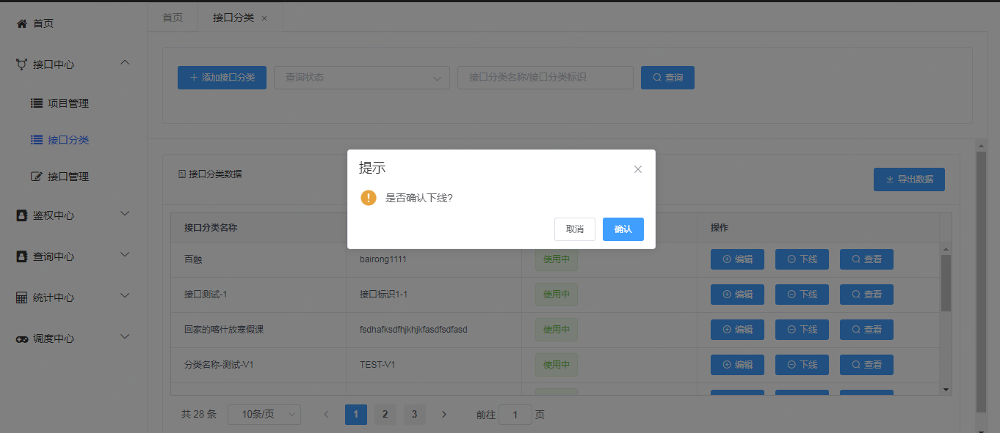 首页
接口中心
项目管理
接口分类
接口管理
鉴权中心
查询中心
统计中心
调度中心
首页 接口分类 ×
+ 添加接口分类 查询状态 接口分类名称/接口分类标识 查询
接口分类数据 导出数据
提示
是否确认下线?
取消 确认
接口分类名称 操作
百融 bairong1111 使用中 编辑 下线 查看
接口测试-1 接口标识1-1 使用中 编辑 下线 查看
回家的喀什放寒假课 fsdhafksdfhjkhjkfasdfsdfasd 使用中 编辑 下线 查看
分类名称-测试-V1 TEST-V1 使用中 编辑 下线 查看
共 28 条 10条/页 < 1 2 3 > 前往 1 页